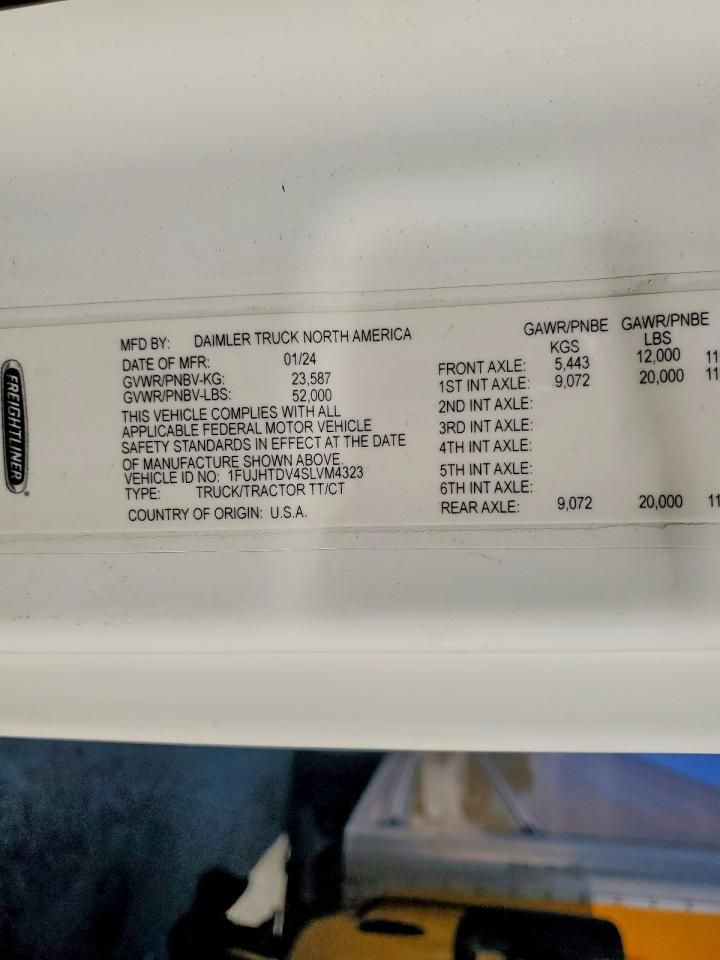 FREIGHTLINER
MFD BY: DAIMLER TRUCK NORTH AMERICA
DATE OF MFR: 01/24
GVWR/PNBV-KG: 23,587
GVWR/PNBV-LBS: 52,000
THIS VEHICLE COMPLIES WITH ALL
APPLICABLE FEDERAL MOTOR VEHICLE
SAFETY STANDARDS IN EFFECT AT THE DATE
OF MANUFACTURE SHOWN ABOVE.
VEHICLE ID NO: 1FUJHTDV4SLVM4323
TYPE: TRUCK/TRACTOR TT/CT
COUNTRY OF ORIGIN: U.S.A.
GAWR/PNBE GAWR/PNBE
KGS LBS
FRONT AXLE: 5,443 12,000 11
1ST INT AXLE: 9,072 20,000 11
2ND INT AXLE:
3RD INT AXLE:
4TH INT AXLE:
5TH INT AXLE:
6TH INT AXLE:
REAR AXLE: 9,072 20,000 11